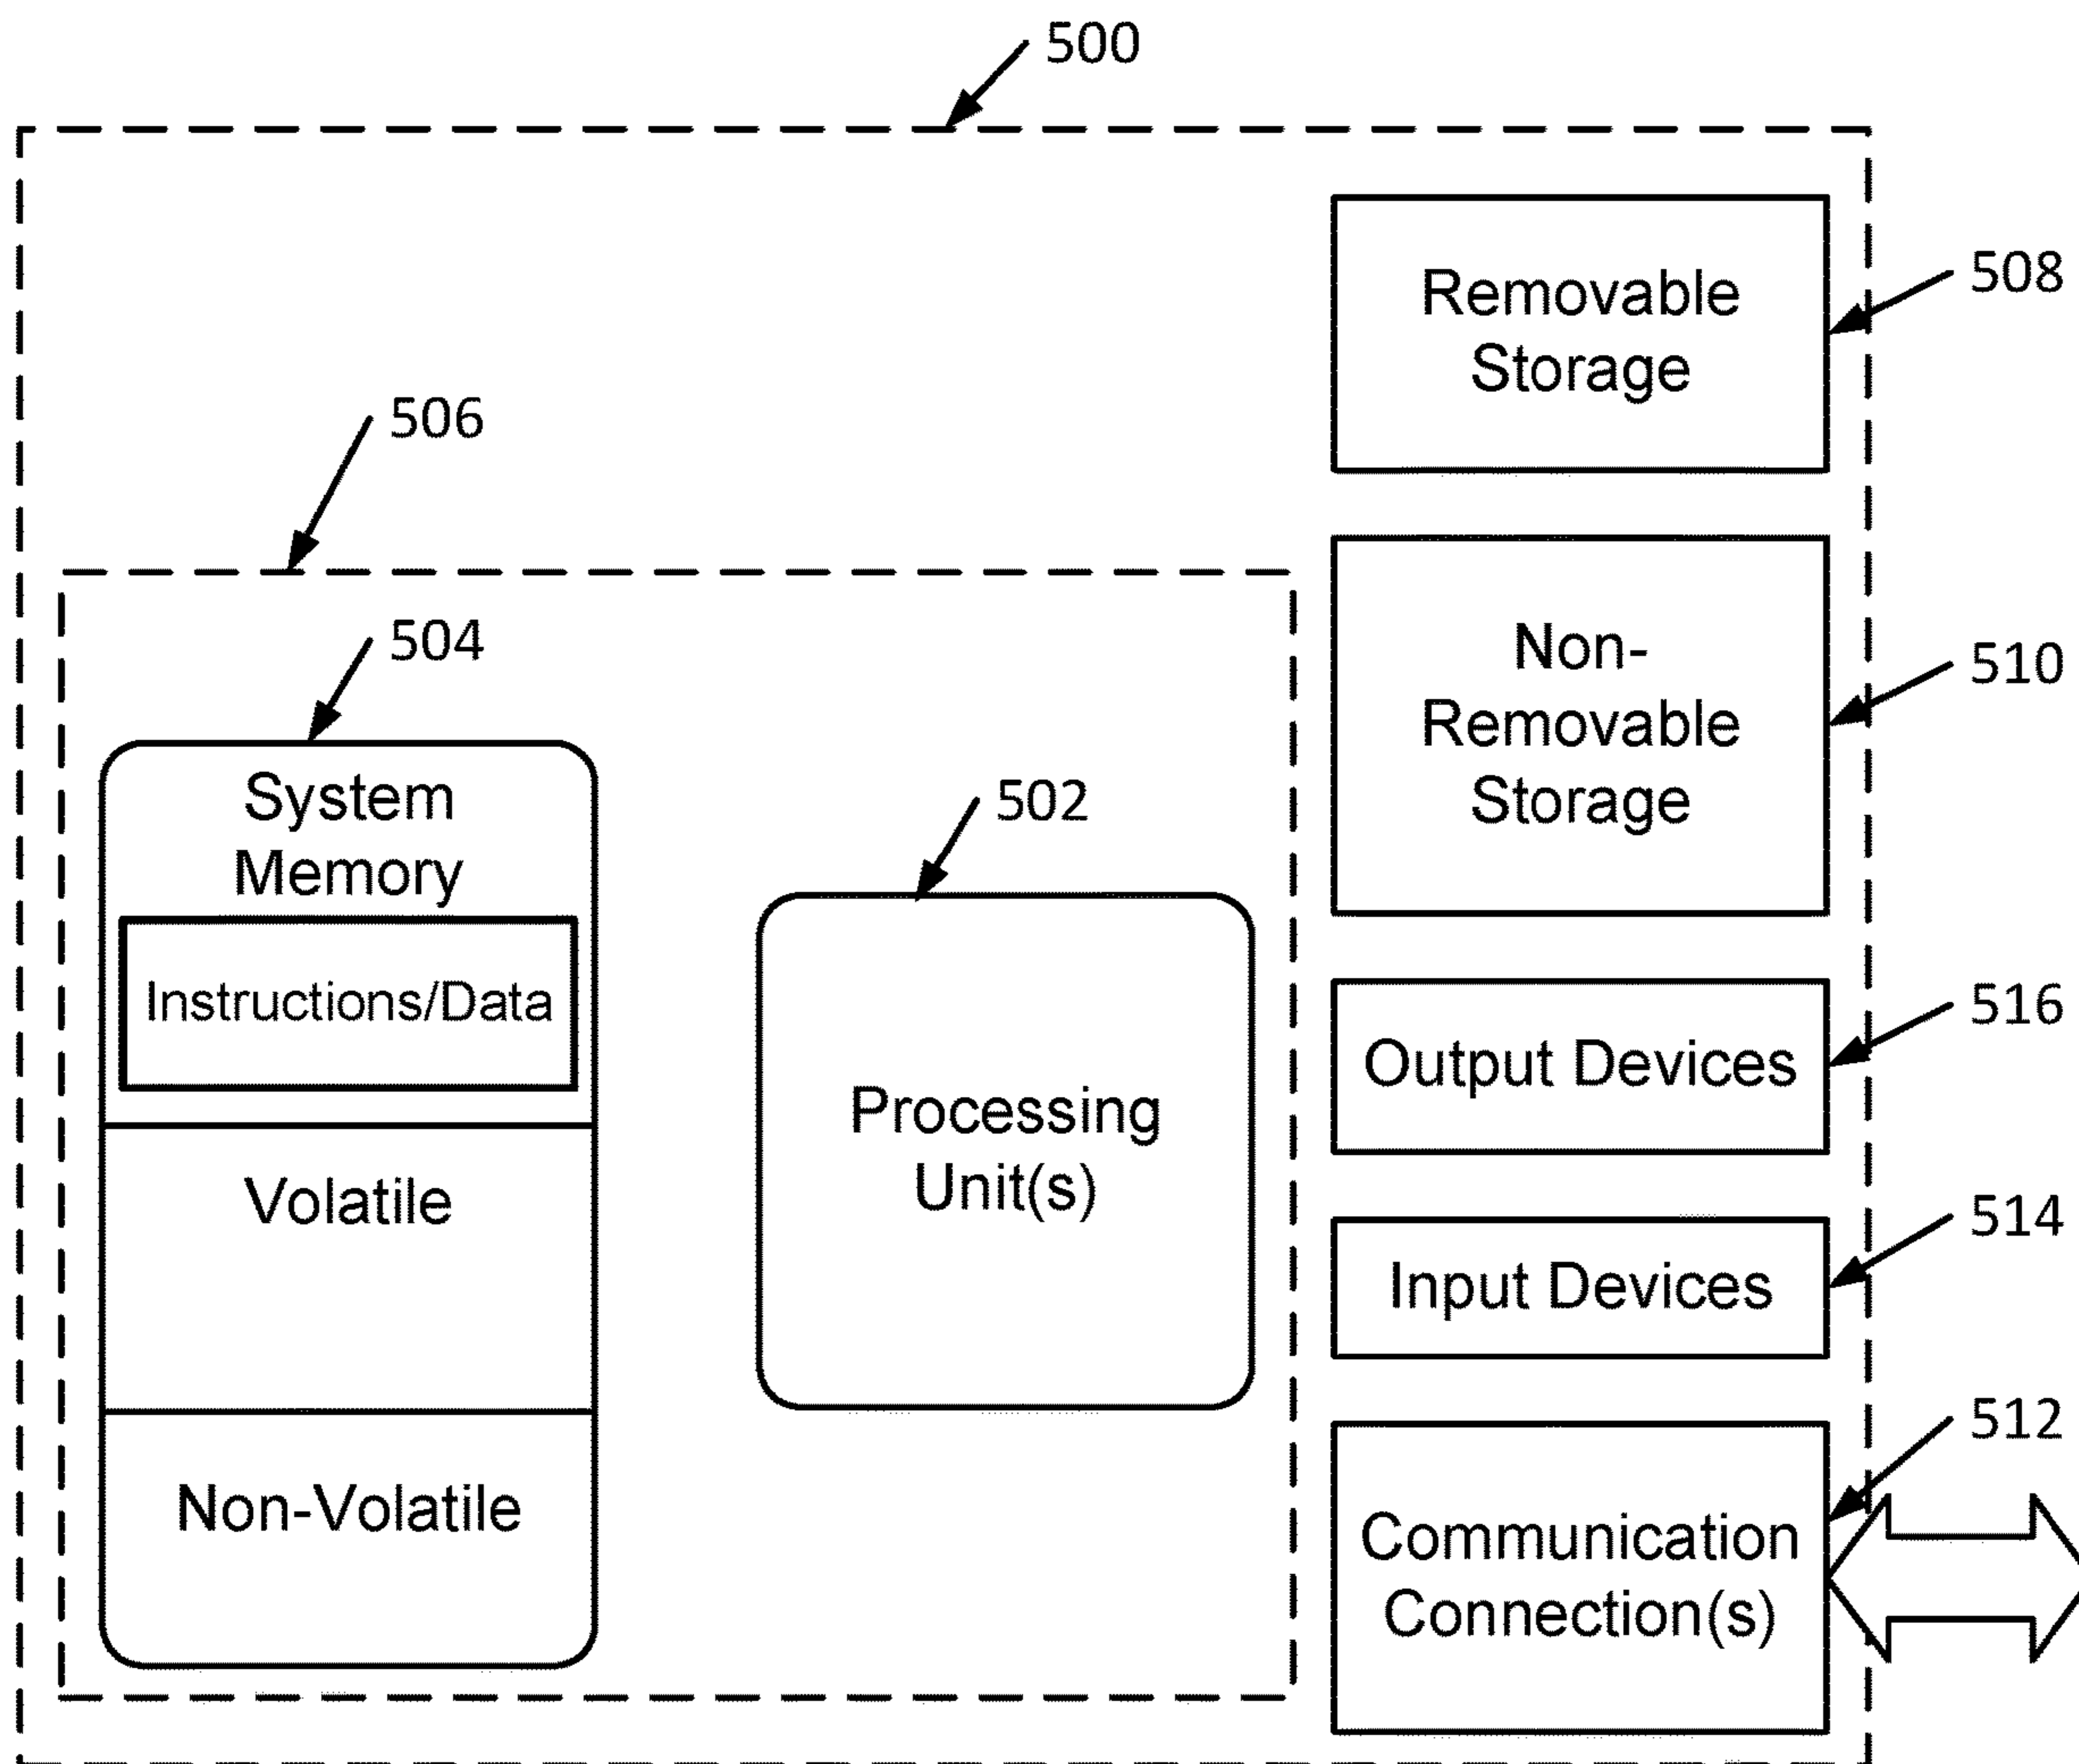 500
Removable
Storage
508
506
Non-
Removable
Storage
510
504
System
Memory
Instructions/Data
Volatile
Non-Volatile
502
Processing
Unit(s)
Output Devices
516
Input Devices
514
Communication
Connection(s)
512